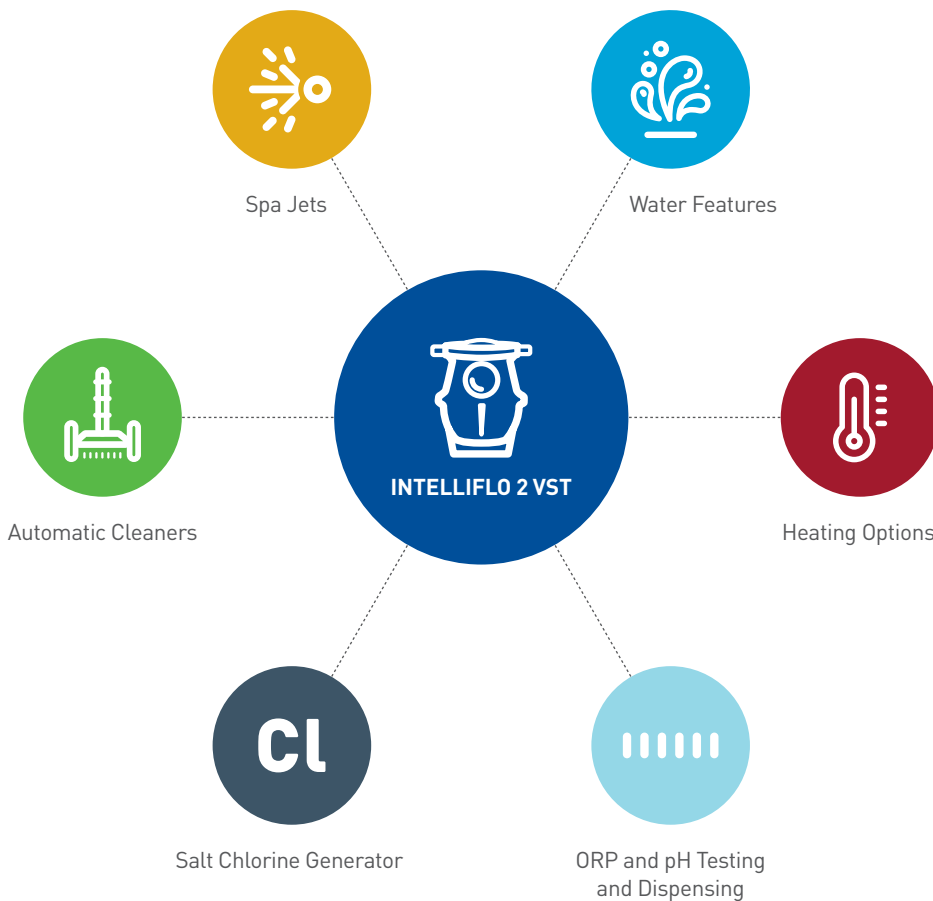 Spa Jets
Water Features
INTELLIFLO 2 VST
Automatic Cleaners
Heating Options
Cl
Salt Chlorine Generator
ORP and pH Testing
and Dispensing